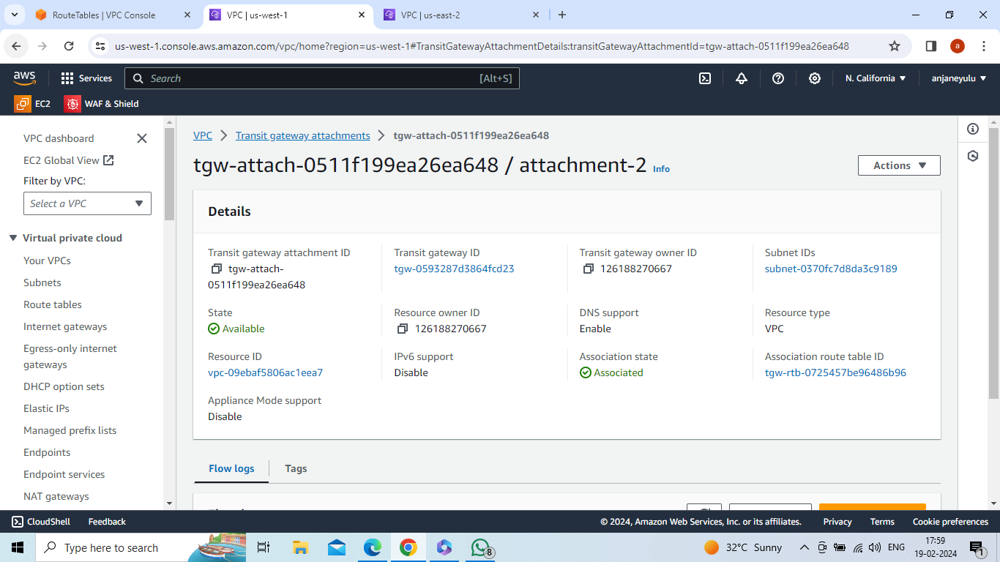 RouteTables | VPC Console
VPC | us-west-1
VPC | us-east-2
us-west-1.console.aws.amazon.com/vpc/home?region=us-west-1#TransitGatewayAttachmentDetails:transitGatewayAttachmentId=tgw-attach-0511f199ea26ea648
a
aws
Services
Search
[Alt+S]
N. California
anjaneyulu
EC2
WAF & Shield
VPC dashboard
EC2 Global View
Filter by VPC:
Select a VPC
Virtual private cloud
Your VPCs
Subnets
Route tables
Internet gateways
Egress-only internet
gateways
DHCP option sets
Elastic IPs
Managed prefix lists
Endpoints
Endpoint services
NAT gateways
VPC > Transit gateway attachments > tgw-attach-0511f199ea26ea648
tgw-attach-0511f199ea26ea648 / attachment-2 Info
Actions
Details
Transit gateway attachment ID
tgw-attach-
0511f199ea26ea648
Transit gateway ID
tgw-0593287d3864fcd23
Transit gateway owner ID
126188270667
Subnet IDs
subnet-0370fc7d8da3c9189
State
Available
Resource owner ID
126188270667
DNS support
Enable
Resource type
VPC
Resource ID
vpc-09ebaf5806ac1eea7
IPv6 support
Disable
Association state
Associated
Association route table ID
tgw-rtb-0725457be96486b96
Appliance Mode support
Disable
Flow logs
Tags
CloudShell
Feedback
© 2024, Amazon Web Services, Inc. or its affiliates.
Privacy
Terms
Cookie preferences
Type here to search
8
32°C Sunny
ENG
17:59
19-02-2024
1